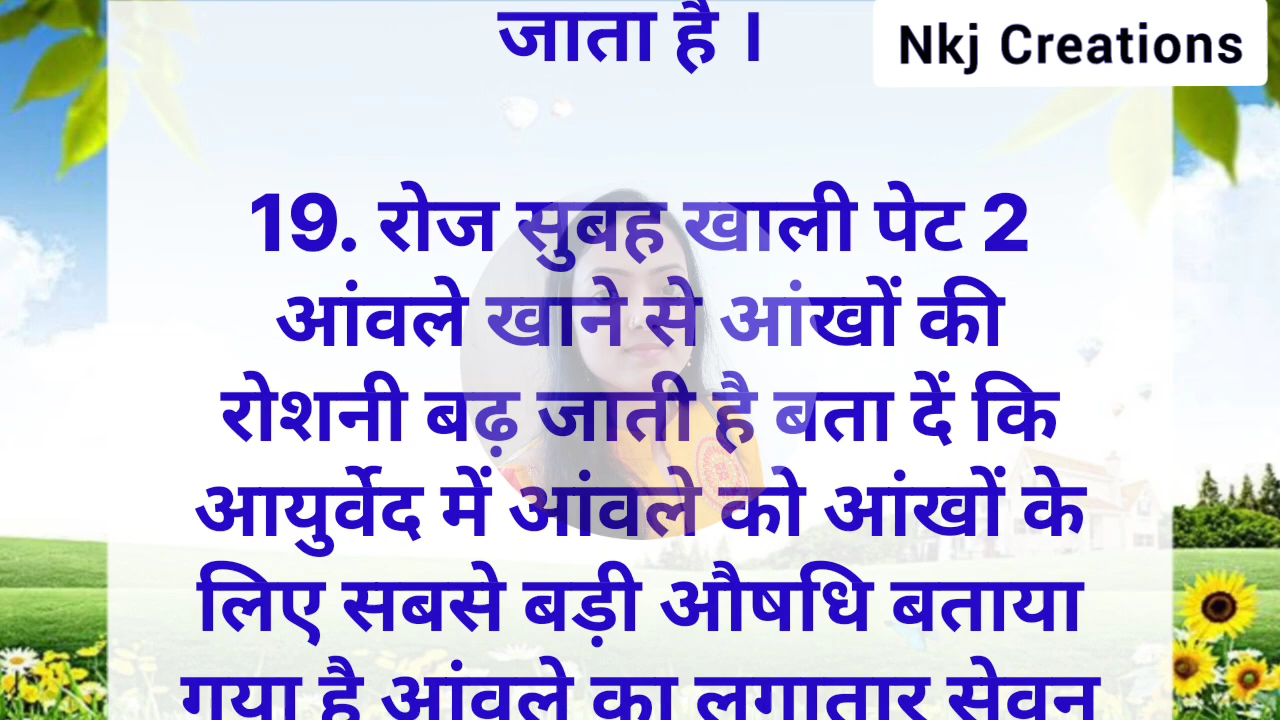 जाता है ।
Nkj Creations
19. रोज सुबह खाली पेट 2
आंवले खाने से आंखों की
रोशनी बढ़ जाती है बता दें कि
आयुर्वेद में आंवले को आंखों के
लिए सबसे बड़ी औषधि बताया
गया है आंवले का लगातार सेवन